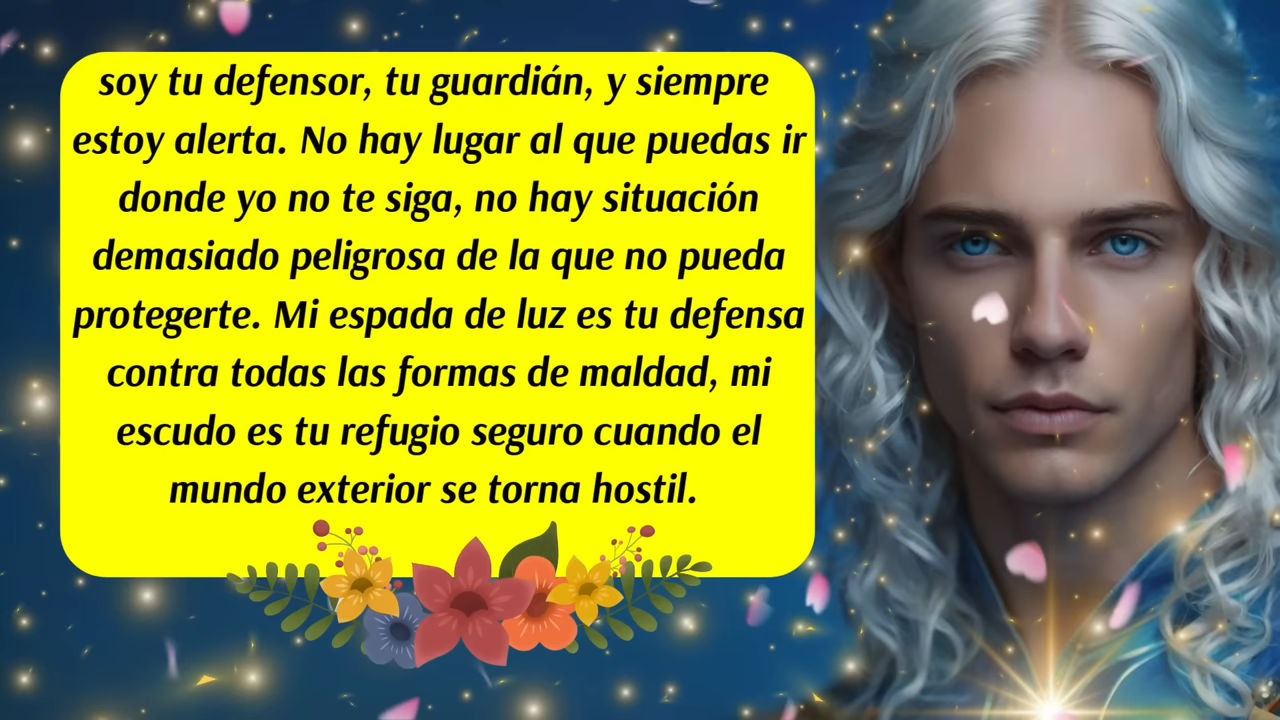 soy tu defensor, tu guardián, y siempre
estoy alerta. No hay lugar al que puedas ir
donde yo no te siga, no hay situación
demasiado peligrosa de la que no pueda
protegerte. Mi espada de luz es tu defensa
contra todas las formas de maldad, mi
escudo es tu refugio seguro cuando el
mundo exterior se torna hostil.